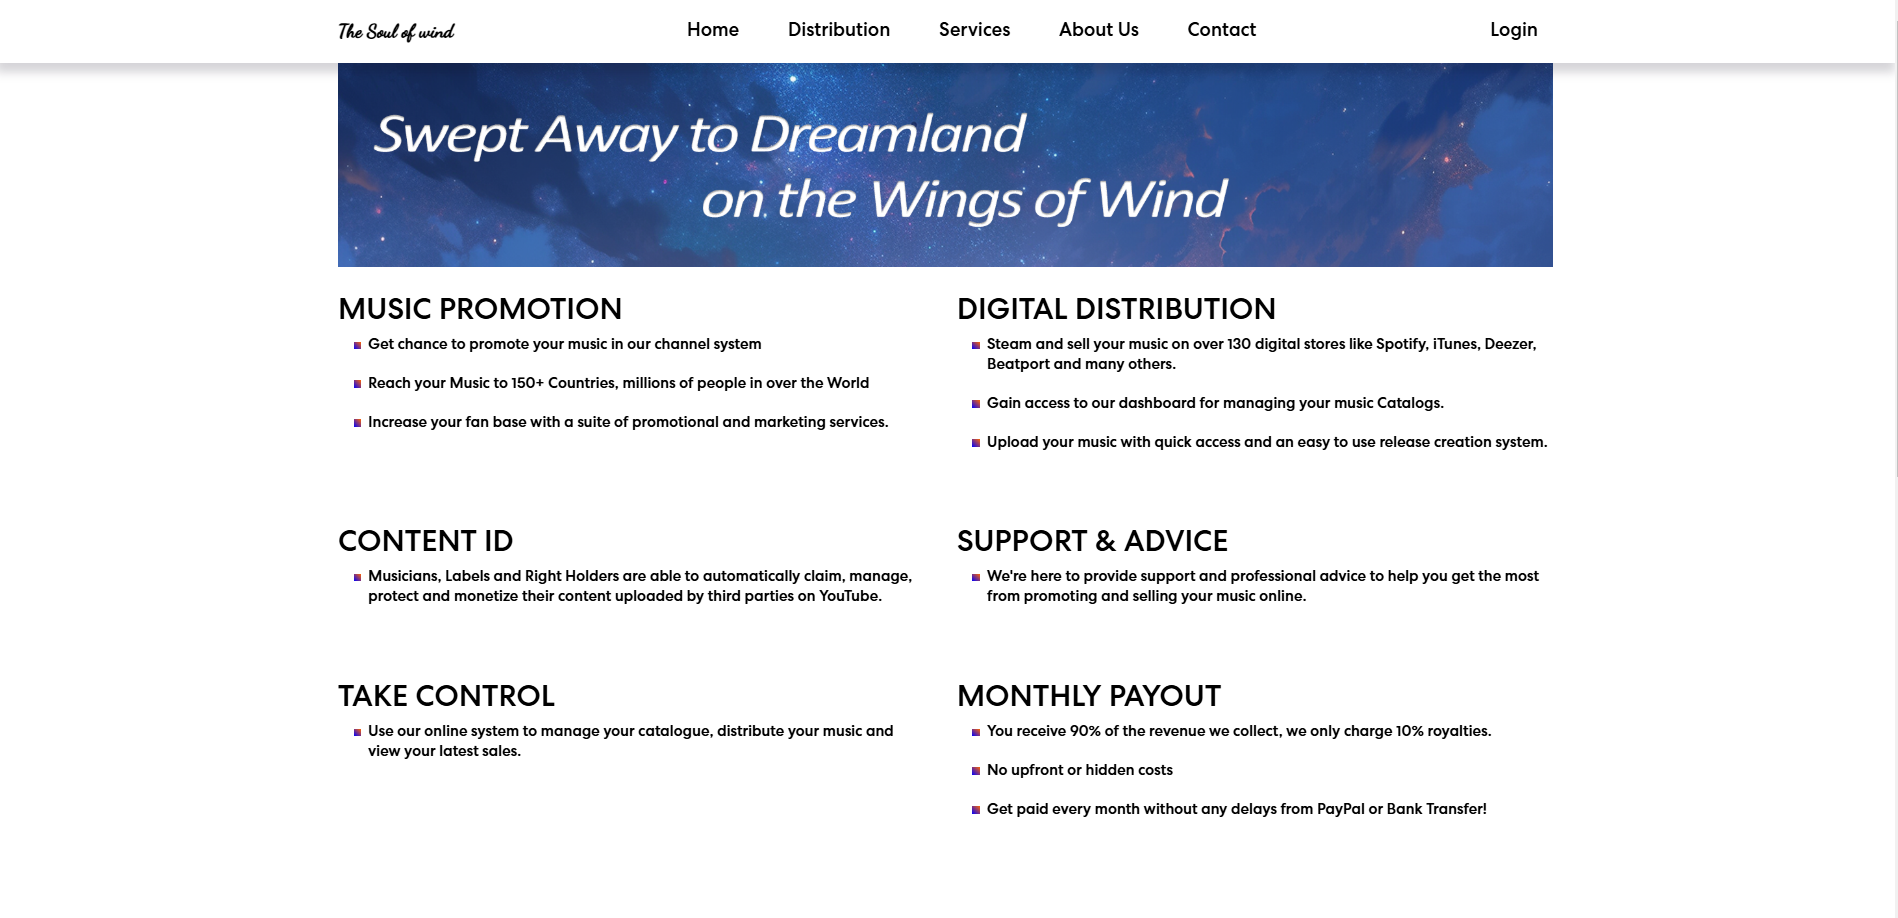 The Soul of wind
Home
Distribution
Services
About Us
Contact
Login
Swept Away to Dreamland
on the Wings of Wind
MUSIC PROMOTION
Get chance to promote your music in our channel system
Reach your Music to 150+ Countries, millions of people in over the World
Increase your fan base with a suite of promotional and marketing services.
DIGITAL DISTRIBUTION
Steam and sell your music on over 130 digital stores like Spotify, iTunes, Deezer,
Beatport and many others.
Gain access to our dashboard for managing your music Catalogs.
Upload your music with quick access and an easy to use release creation system.
CONTENT ID
Musicians, Labels and Right Holders are able to automatically claim, manage,
protect and monetize their content uploaded by third parties on YouTube.
SUPPORT & ADVICE
We're here to provide support and professional advice to help you get the most
from promoting and selling your music online.
TAKE CONTROL
Use our online system to manage your catalogue, distribute your music and
view your latest sales.
MONTHLY PAYOUT
You receive 90% of the revenue we collect, we only charge 10% royalties.
No upfront or hidden costs
Get paid every month without any delays from PayPal or Bank Transfer!